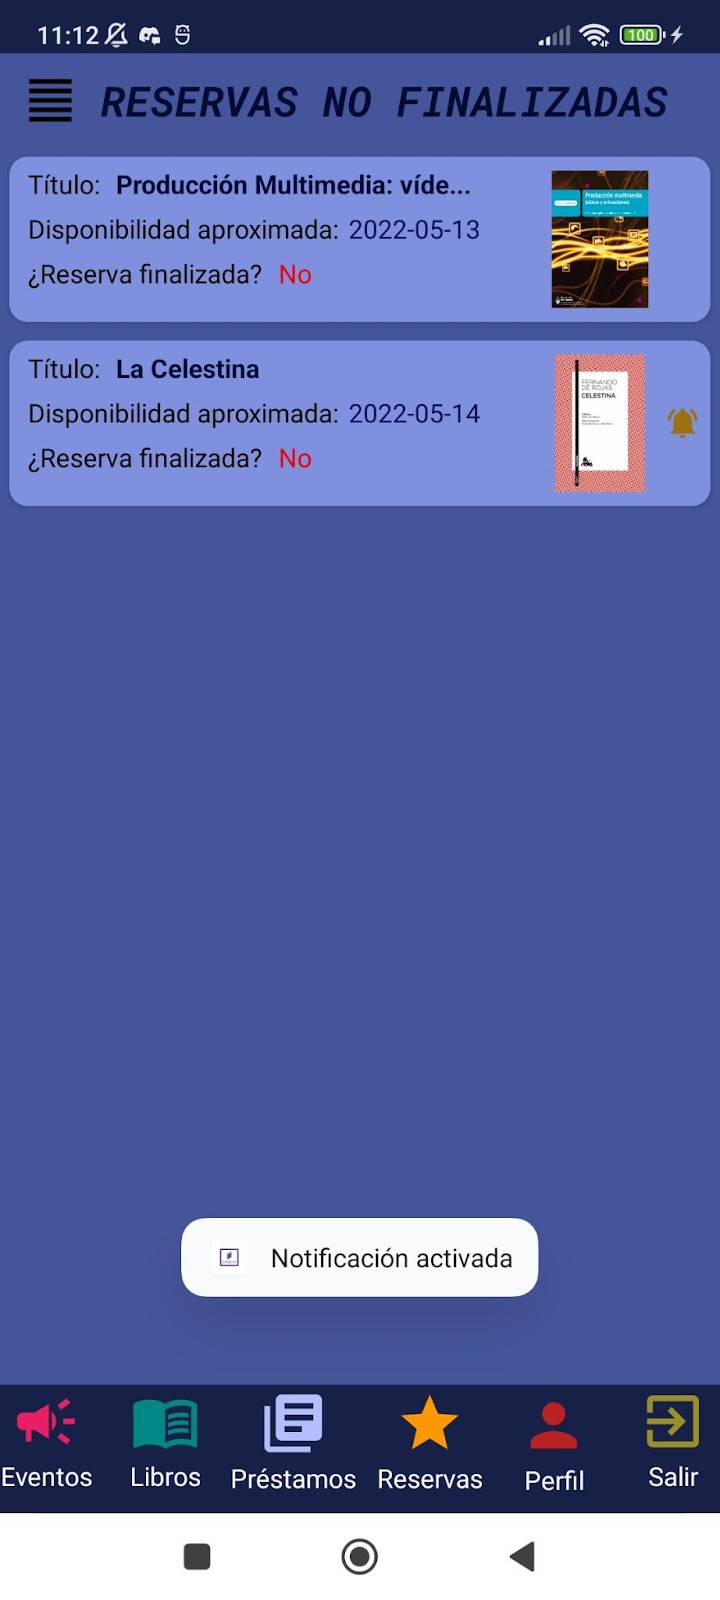 11:12
100
RESERVAS NO FINALIZADAS
Título: Producción Multimedia: víde...
Disponibilidad aproximada: 2022-05-13
¿Reserva finalizada? No
Producción multimedia
Título: La Celestina
Disponibilidad aproximada: 2022-05-14
¿Reserva finalizada? No
FERNANDO
DE ROJAS
CELESTINA
Notificación activada
Eventos Libros Préstamos Reservas Perfil Salir